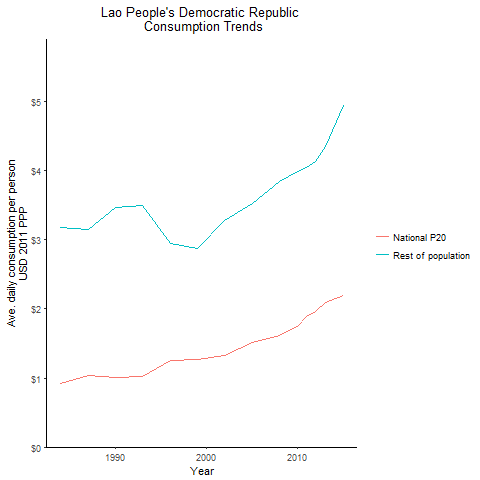 Lao People's Democratic Republic
Consumption Trends
Ave. daily consumption per person
USD 2011 PPP
$5
$4
$3
$2
$1
$0
1990
2000
2010
Year
National P20
Rest of population